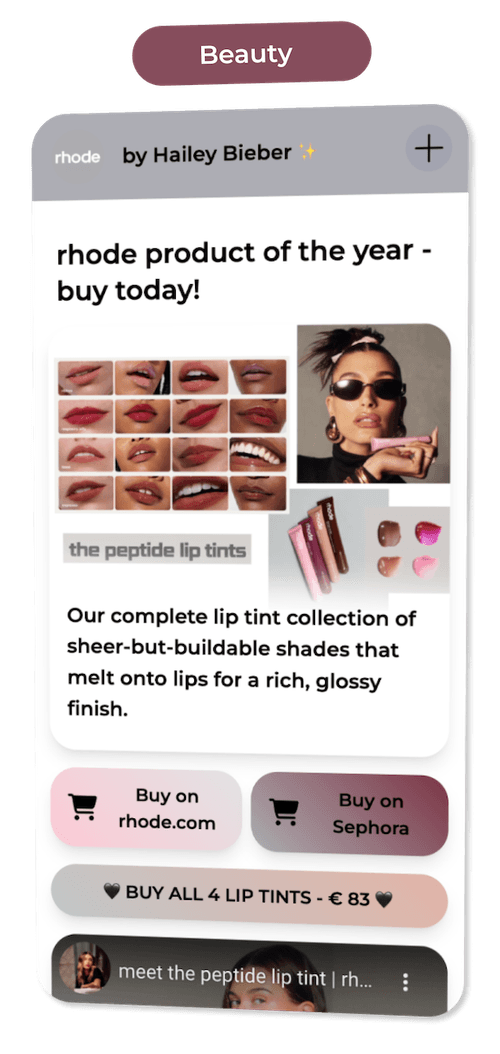 Beauty
rhode by Hailey Bieber ✨
rhode product of the year -
buy today!
the peptide lip tints
rhode
rhode
Our complete lip tint collection of
sheer-but-buildable shades that
melt onto lips for a rich, glossy
finish.
Buy on
rhode.com
Buy on
Sephora
🖤 BUY ALL 4 LIP TINTS - € 83 🖤
meet the peptide lip tint | rh...